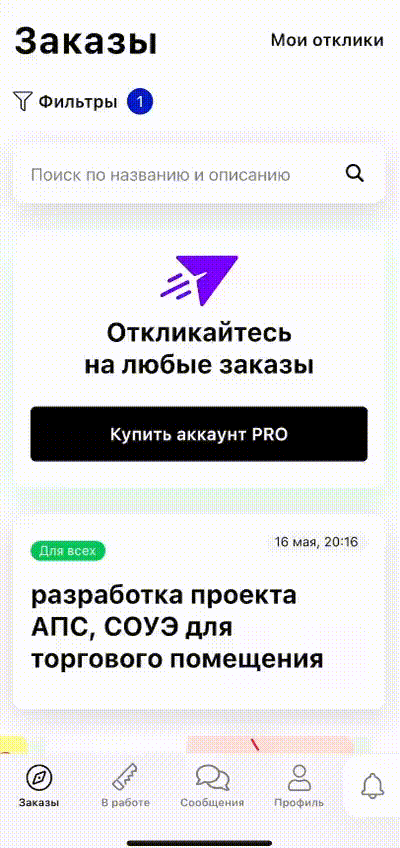 Заказы
Мои отклики
Фильтры 1
Поиск по названию и описанию
Откликайтесь
на любые заказы
Купить аккаунт PRO
Для всех
16 мая, 20:16
разработка проекта
АПС, СОУЭ для
торгового помещения
Заказы
В работе
Сообщения
Профиль